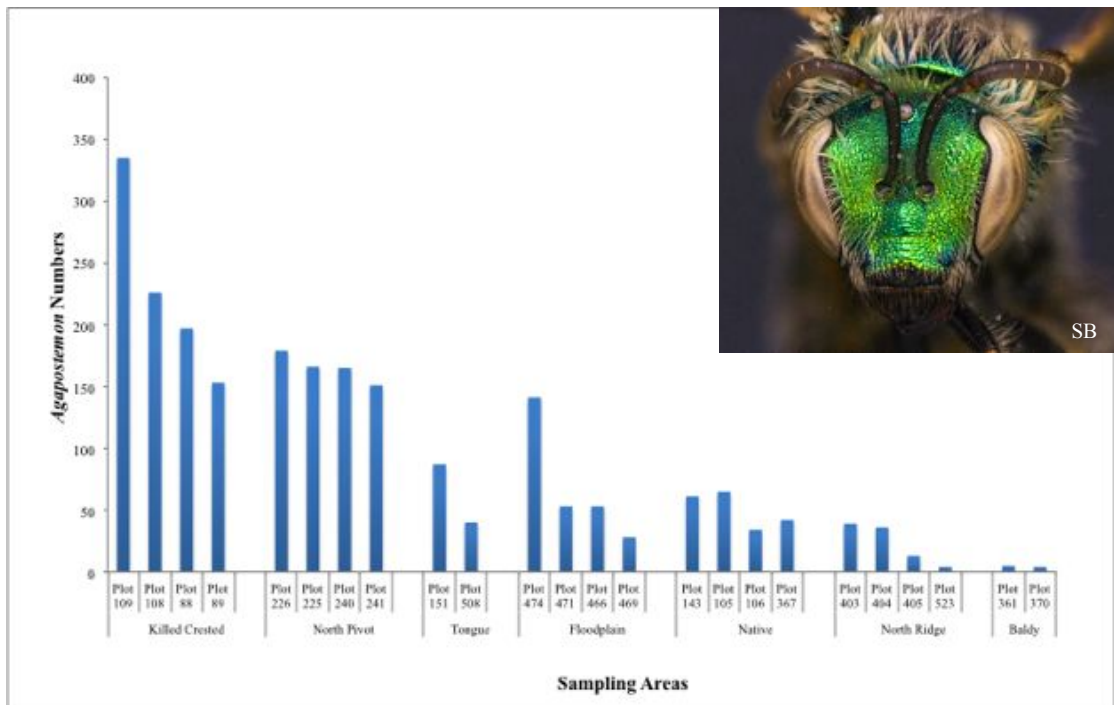 400
350
300
250
200
150
100
50
0
Agapostemon Numbers
Plot 109
Plot 108
Plot 88
Plot 89
Plot 226
Plot 225
Plot 240
Plot 241
Plot 151
Plot 508
Plot 474
Plot 471
Plot 466
Plot 469
Plot 143
Plot 105
Plot 106
Plot 367
Plot 403
Plot 404
Plot 405
Plot 523
Plot 361
Plot 370
Killed Crested
North Pivot
Tongue
Floodplain
Native
North Ridge
Baldy
Sampling Areas
SB